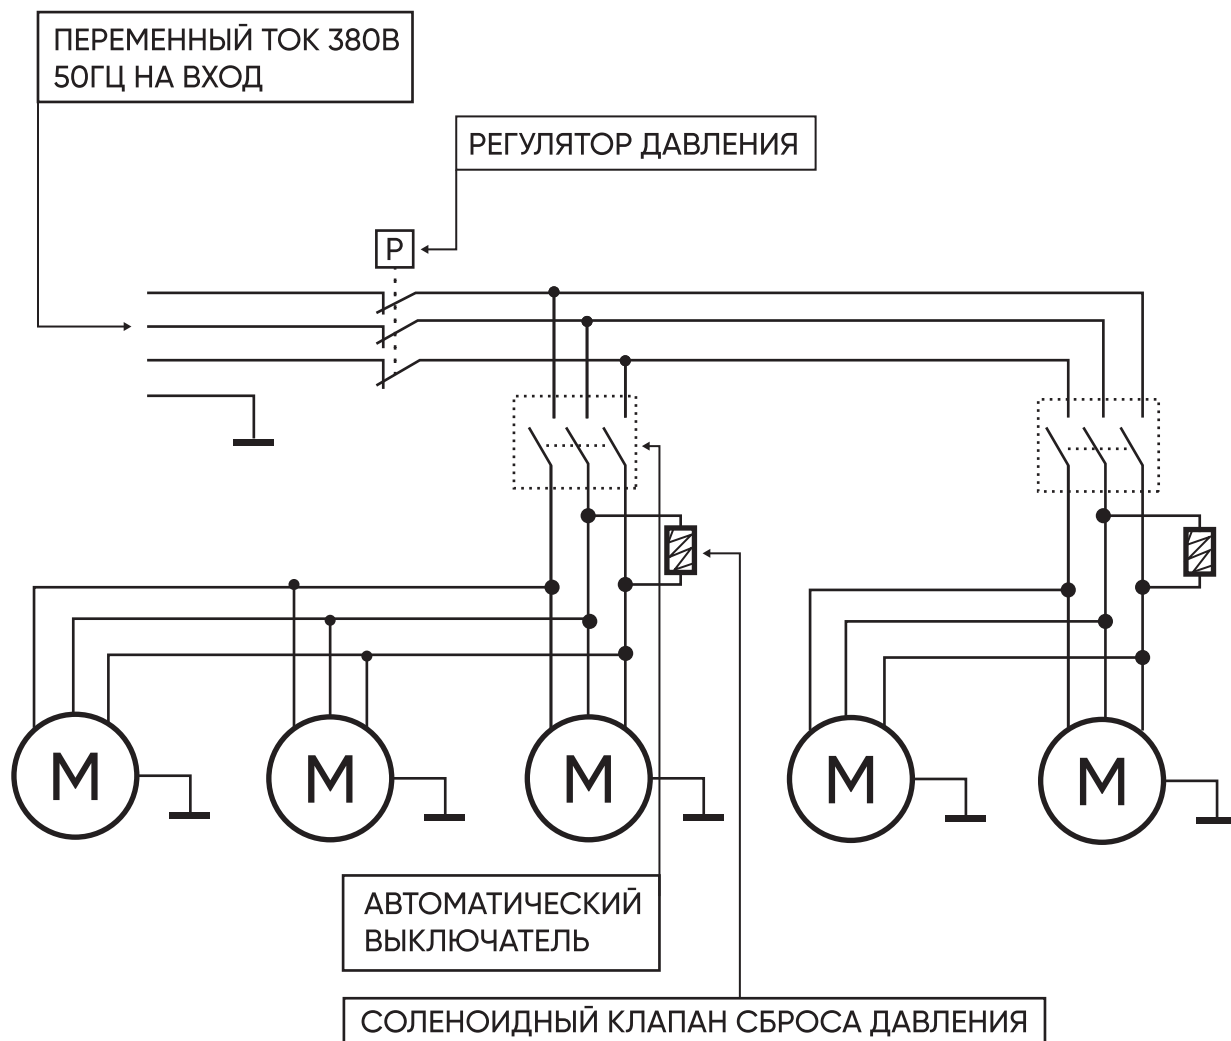 ПЕРЕМЕННЫЙ ТОК 380В
50ГЦ НА ВХОД
РЕГУЛЯТОР ДАВЛЕНИЯ
P
M
M
M
M
M
АВТОМАТИЧЕСКИЙ
ВЫКЛЮЧАТЕЛЬ
СОЛЕНОИДНЫЙ КЛАПАН СБРОСА ДАВЛЕНИЯ